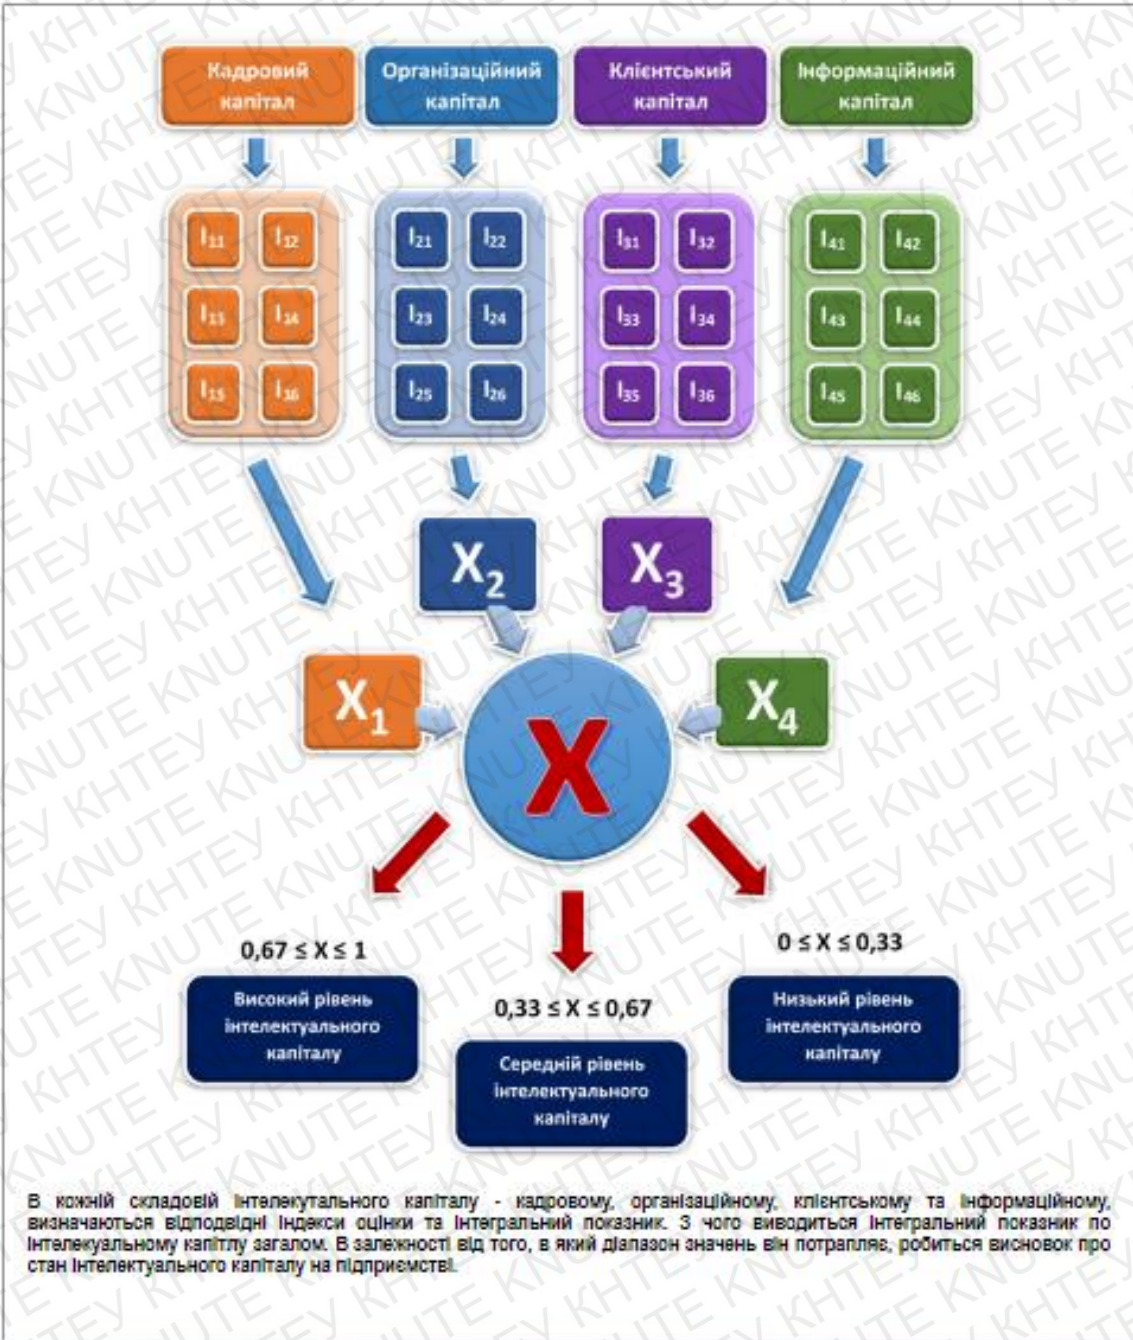 Кадровий
капітал
Організаційний
капітал
Клієнтський
капітал
Інформаційний
капітал
I11 I12
I13 I14
I15 I16
I21 I22
I23 I24
I25 I26
I31 I32
I33 I34
I35 I36
I41 I42
I43 I44
I45 I46
X2
X3
X1
X
X4
0,67 ≤ X ≤ 1
Високий рівень
інтелектуального
капіталу
0,33 ≤ X ≤ 0,67
Середній рівень
інтелектуального
капіталу
0 ≤ X ≤ 0,33
Низький рівень
інтелектуального
капіталу
В кожній складовій інтелекутального капіталу - кадровому, організаційному, клієнтському та інформаційному,
визначаються відподвідні індекси оцінки та інтегральний показник. З чого виводиться інтегральний показник по
інтелекуальному капітлу загалом. В залежності від того, в який діапазон значень він потрапляє, робиться висновок про
стан інтелектуального капіталу на підприємстві.
KNUTE КНТЕУ